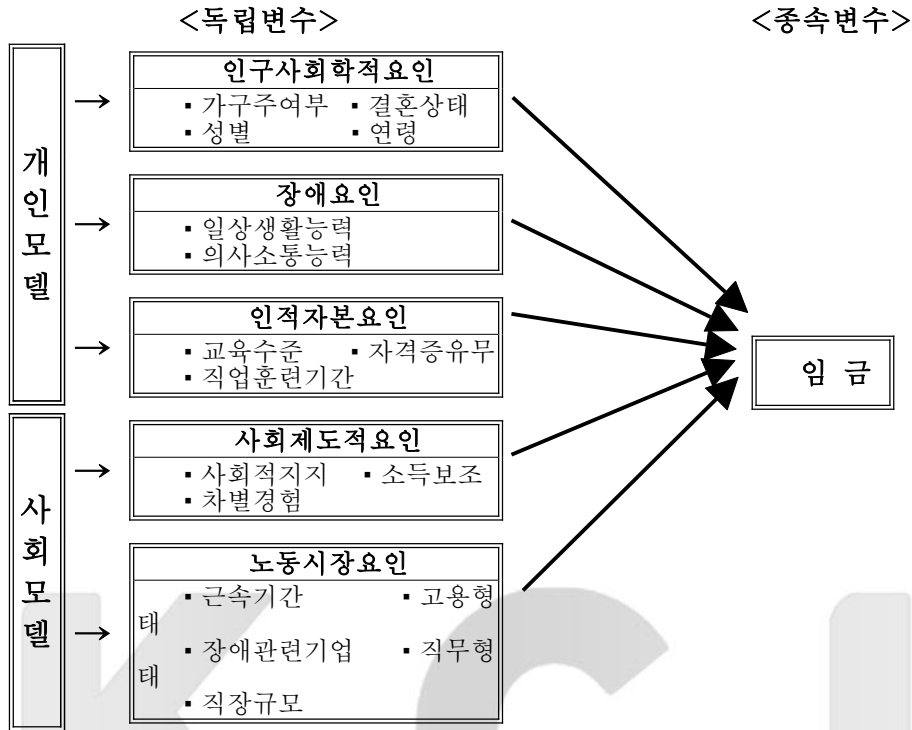 <독립변수> <종속변수>
개인모델
인구사회학적요인
▪ 가구주여부 ▪ 결혼상태
▪ 성별 ▪ 연령
장애요인
▪ 일상생활능력
▪ 의사소통능력
인적자본요인
▪ 교육수준 ▪ 자격증유무
▪ 직업훈련기간
사회모델
사회제도적요인
▪ 사회적지지 ▪ 소득보조
▪ 차별경험
노동시장요인
▪ 근속기간 ▪ 고용형
태
▪ 장애관련기업 ▪ 직무형
태
▪ 직장규모
임 금
KCI